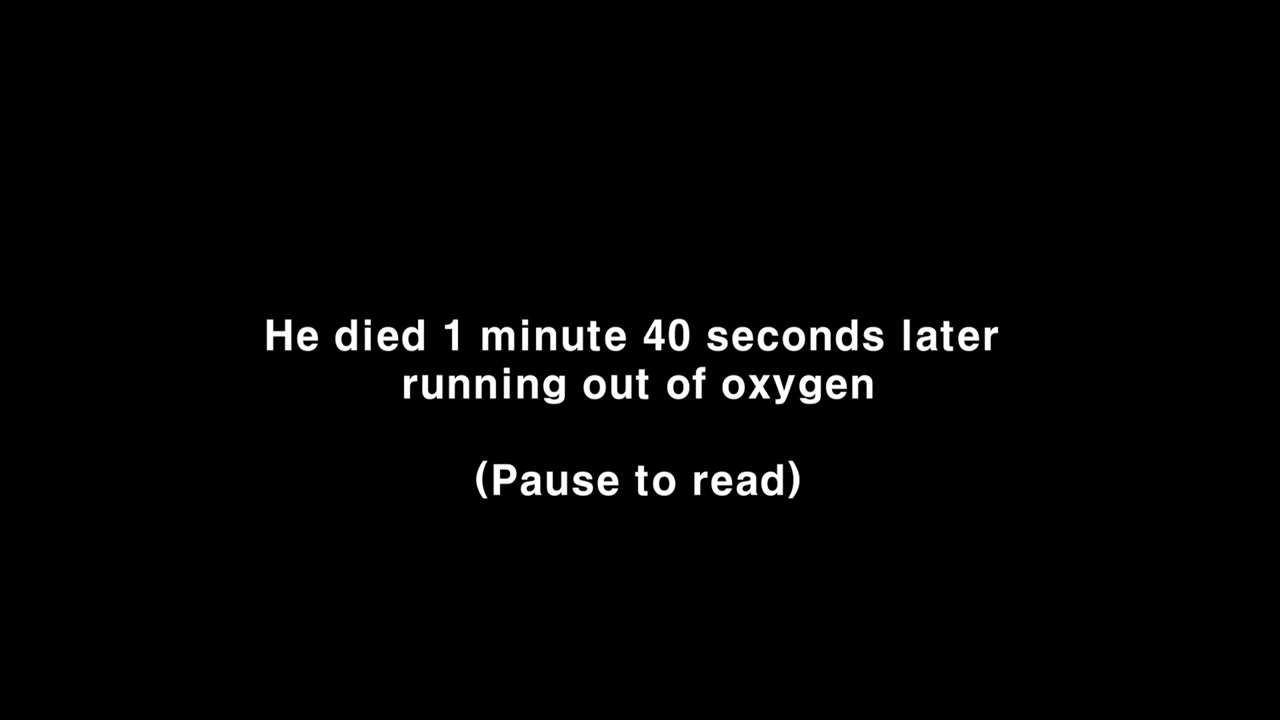 He died 1 minute 40 seconds later
running out of oxygen
(Pause to read)